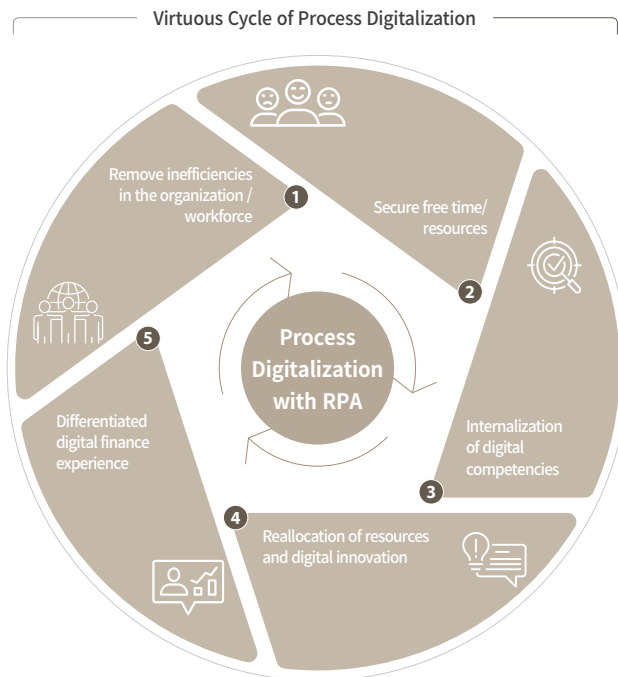 Virtuous Cycle of Process Digitalization
Remove inefficiencies
in the organization /
workforce
1
Secure free time/
resources
2
Internalization
of digital
competencies
3
Reallocation of resources
and digital innovation
4
Differentiated
digital finance
experience
5
Process
Digitalization
with RPA